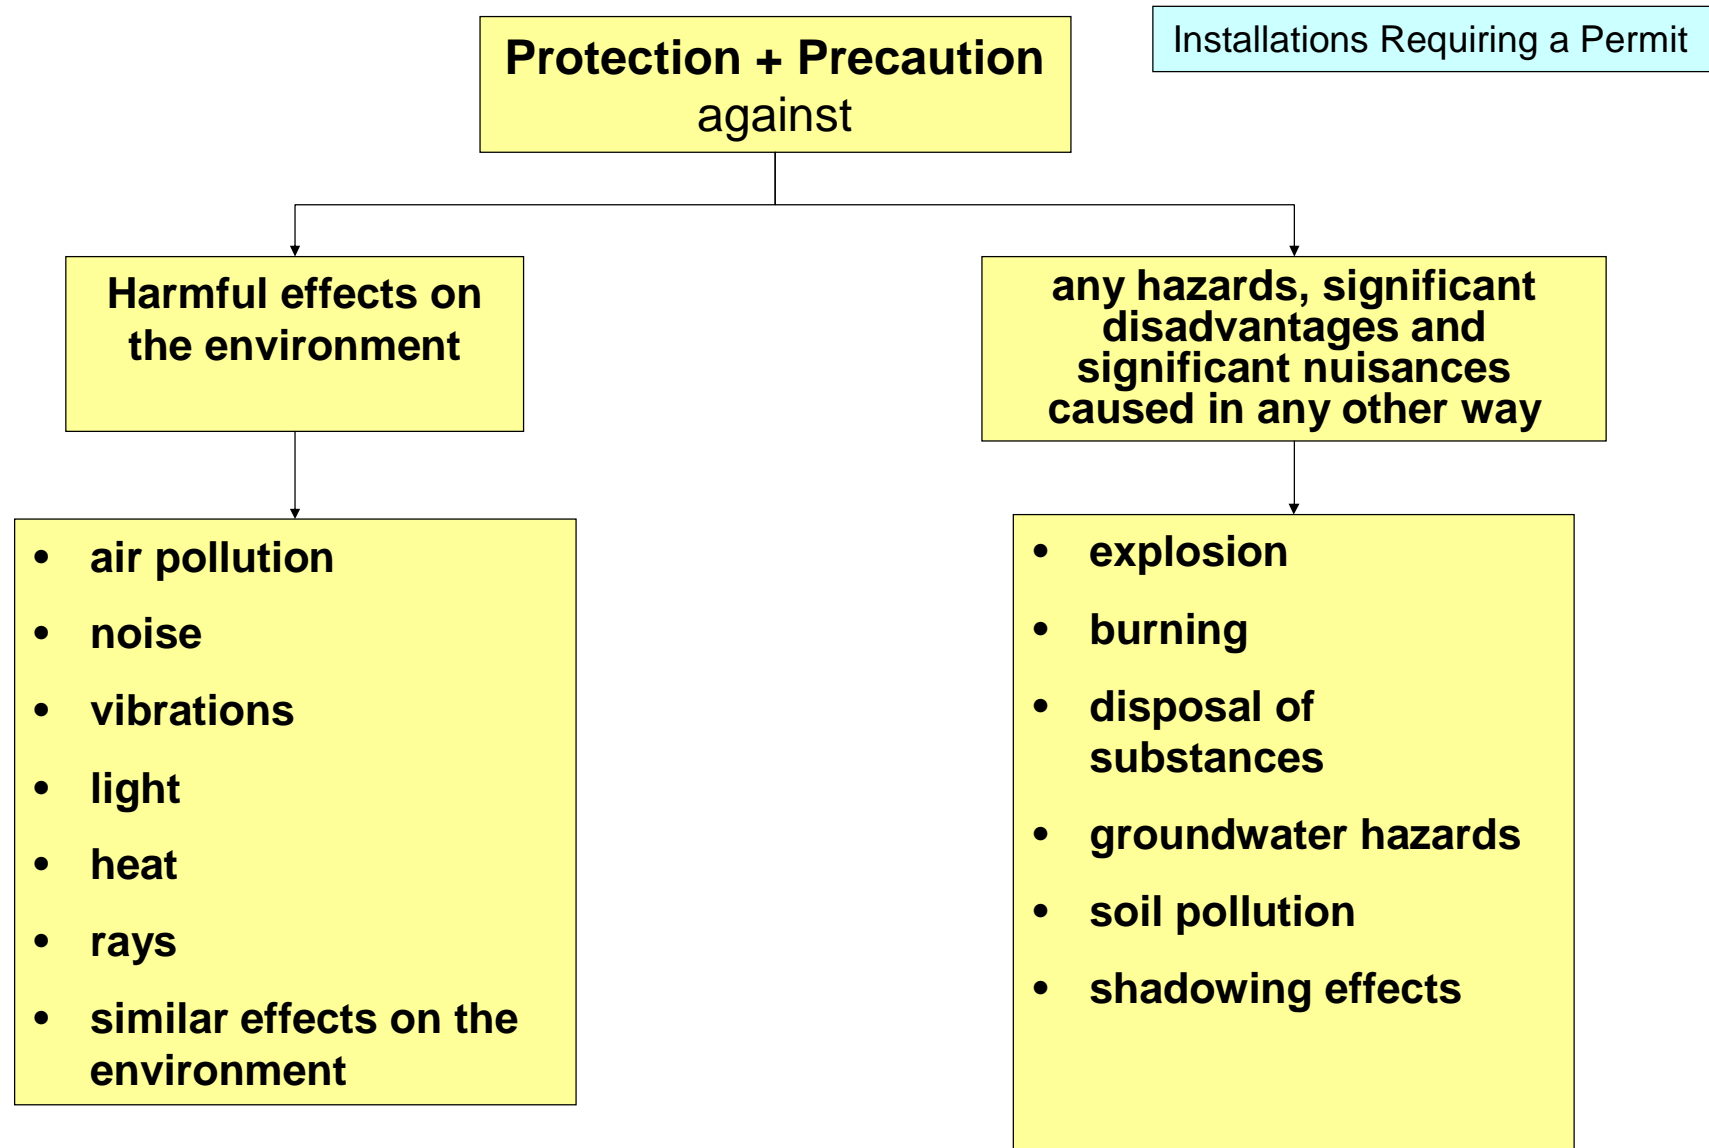 Protection + Precaution
against
Installations Requiring a Permit
Harmful effects on
the environment
any hazards, significant
disadvantages and
significant nuisances
caused in any other way
• air pollution
• noise
• vibrations
• light
• heat
• rays
• similar effects on the
environment
• explosion
• burning
• disposal of
substances
• groundwater hazards
• soil pollution
• shadowing effects